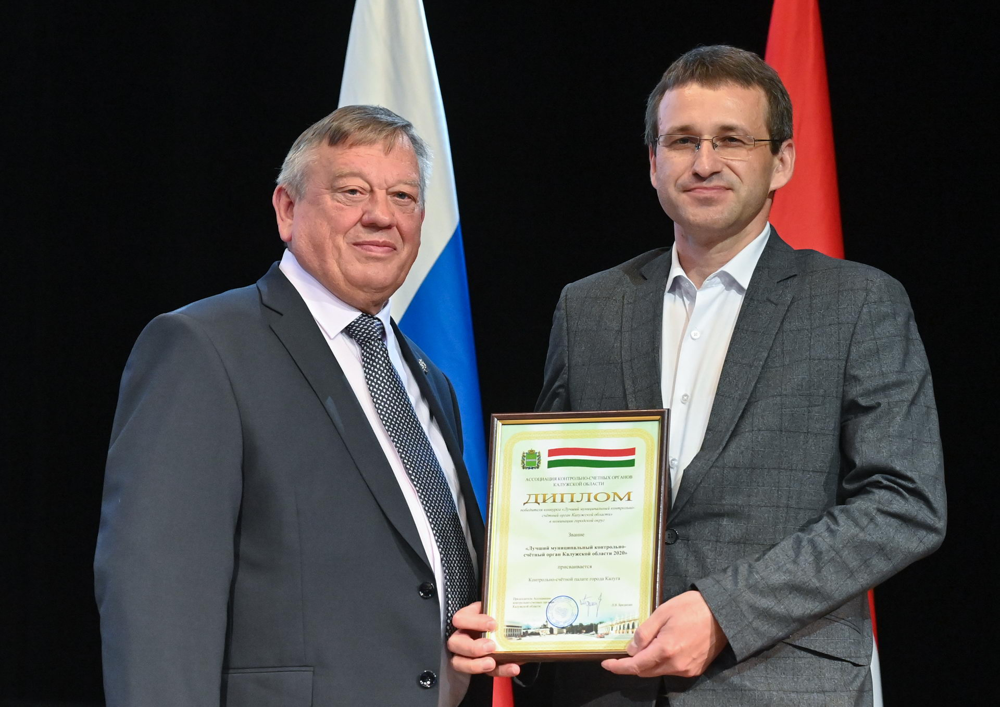 АССОЦИАЦИЯ КОНТРОЛЬНО-СЧЕТНЫХ ОРГАНОВ
КАЛУЖСКОЙ ОБЛАСТИ
ДИПЛОМ
победителя конкурса «Лучший муниципальный контрольно-
счётный орган Калужской области»
в номинации городской округ
Звание
«Лучший муниципальный контрольно-
счётный орган Калужской области 2020»
присваивается
Контрольно-счётной палате города Калуга
Председатель Ассоциации
контрольно-счетных органов
Калужской области
Л.В. Бредихин